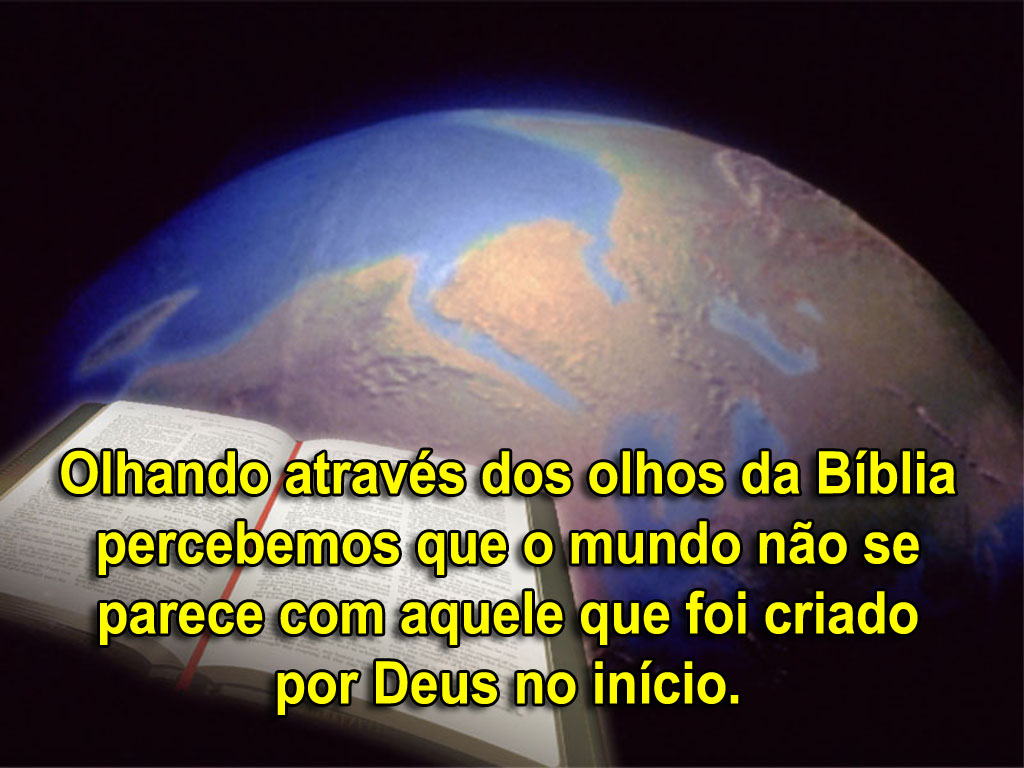 Olhando através dos olhos da Bíblia
percebemos que o mundo não se
parece com aquele que foi criado
por Deus no início.